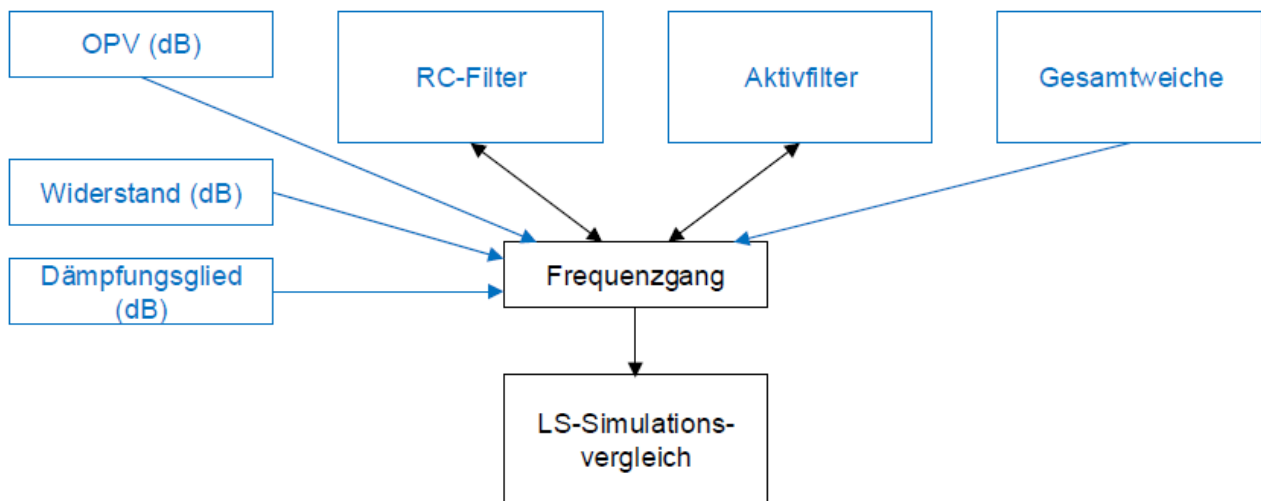 OPV (dB)
RC-Filter
Aktivfilter
Gesamtweiche
Widerstand (dB)
Dämpfungsglied
(dB)
Frequenzgang
LS-Simulations-
vergleich